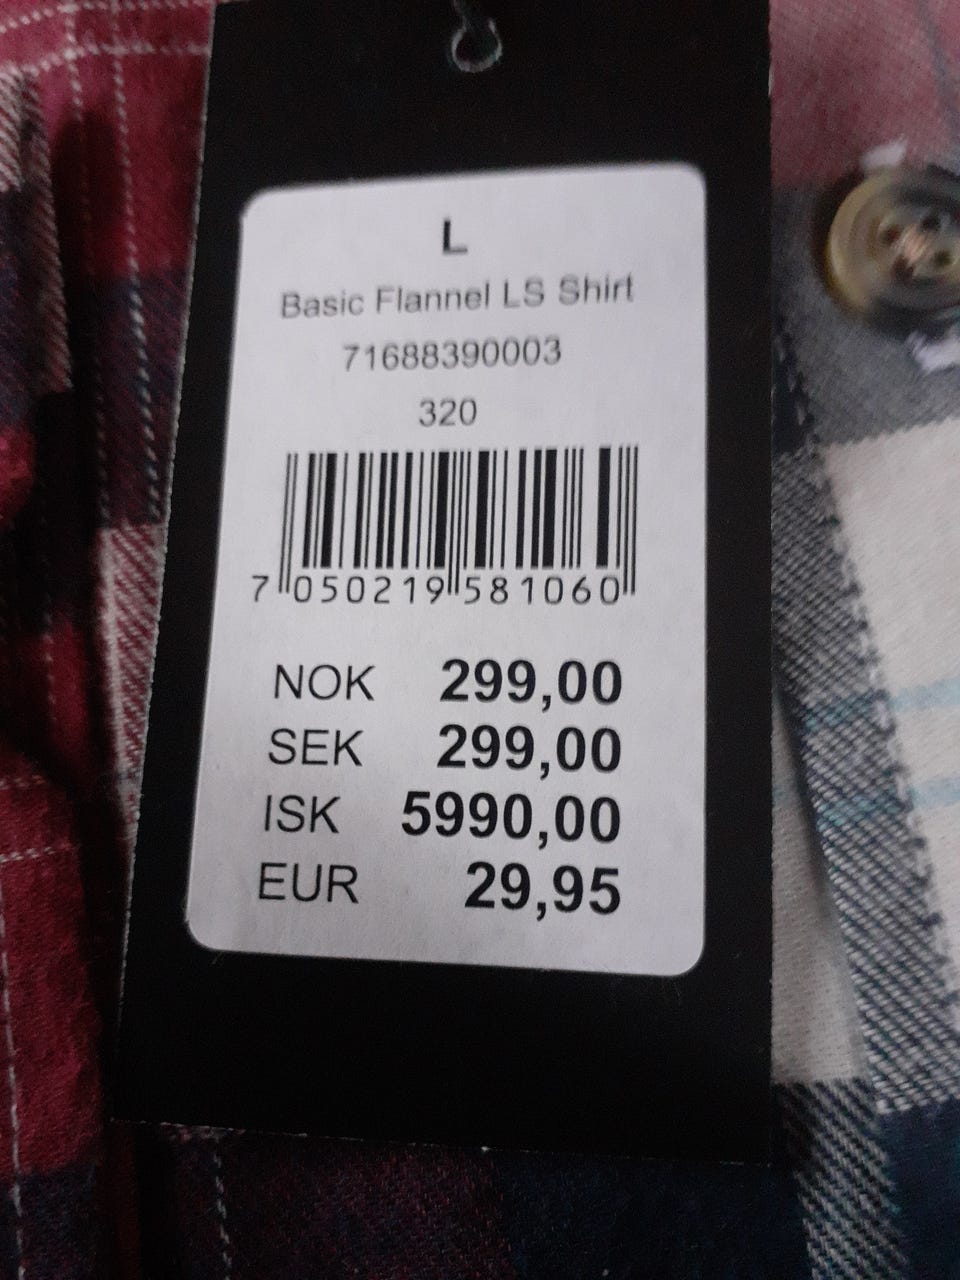 L
Basic Flannel LS Shirt
71688390003
320
7 050219 581060
NOK 299,00
SEK 299,00
ISK 5990,00
EUR 29,95